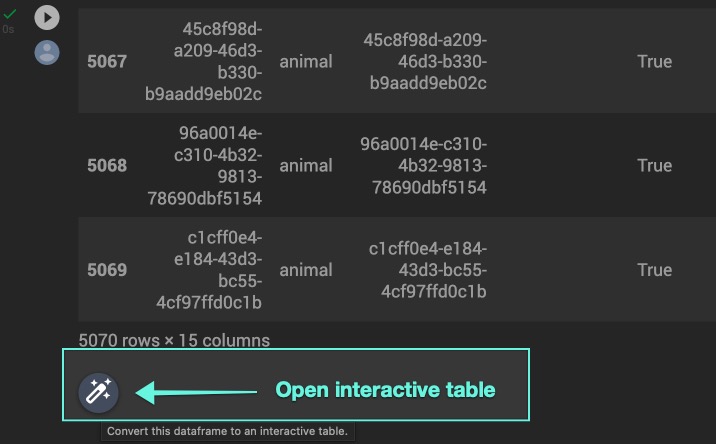 0s
45c8f98d-
a209-46d3-
b330-
b9aadd9eb02c
5067
animal
45c8f98d-a209-
46d3-b330-
b9aadd9eb02c
True
96a0014e-
c310-4b32-
9813-
78690dbf5154
5068
animal
96a0014e-c310-
4b32-9813-
78690dbf5154
True
c1cff0e4-
e184-43d3-
bc55-
4cf97ffd0c1b
5069
animal
c1cff0e4-e184-
43d3-bc55-
4cf97ffd0c1b
True
5070 rows × 15 columns
Open interactive table
Convert this dataframe to an interactive table.